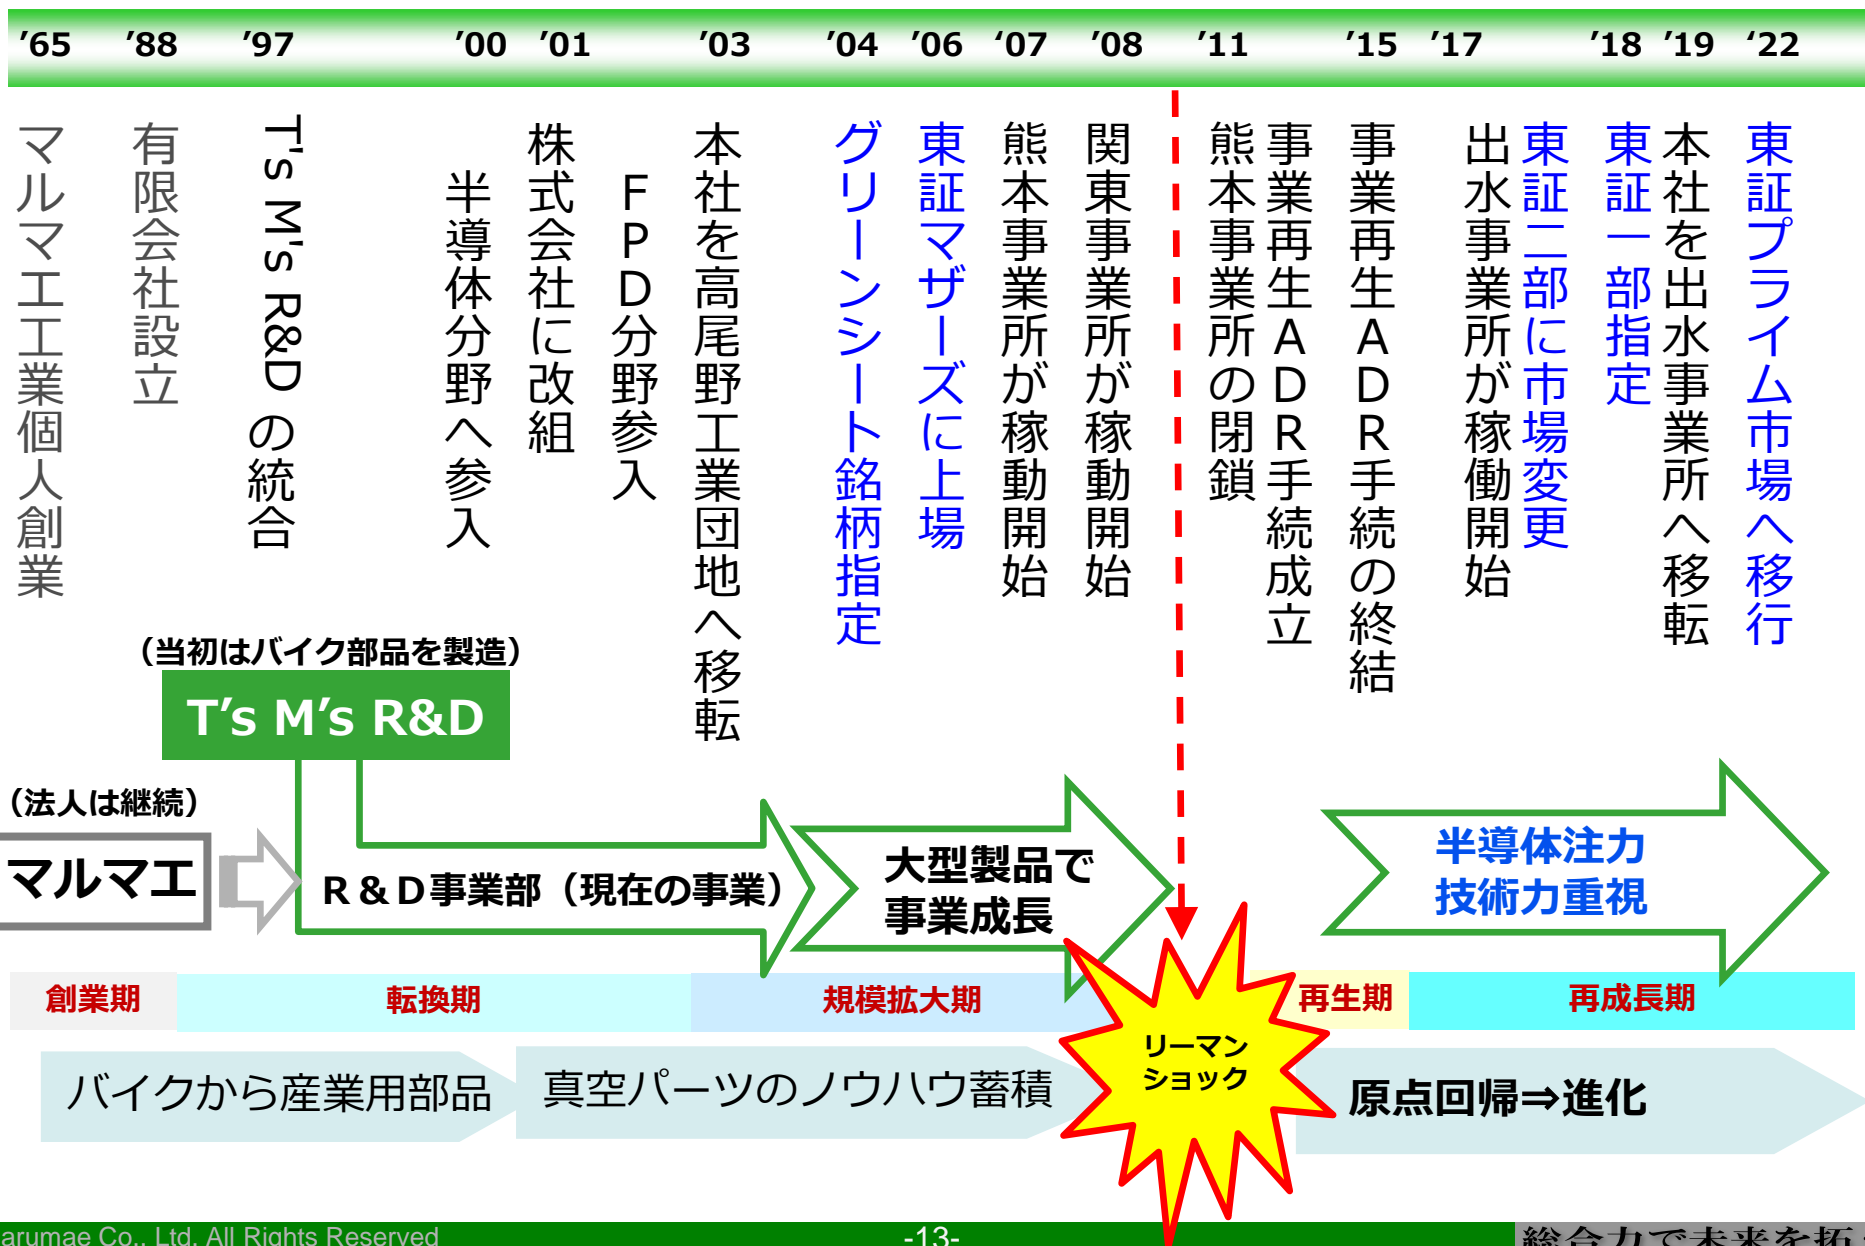 ’65 ’88 ’97 ’00 ’01 ’03 ’04 ’06 ‘07 ’08 ’11 ’15 ’17 ’18 ’19 ‘22
マルマエ工業個人創業
有限会社設立
T's M's R&D の統合
半導体分野へ参入
株式会社に改組
ＦＰＤ分野参入
本社を高尾野工業団地へ移転
グリーンシート銘柄指定
東証マザーズに上場
熊本事業所が稼動開始
関東事業所が稼動開始
熊本事業所の閉鎖
事業再生ＡＤＲ手続成立
事業再生ＡＤＲ手続の終結
出水事業所が稼働開始
東証二部に市場変更
東証一部指定
本社を出水事業所へ移転
東証プライム市場へ移行
（当初はバイク部品を製造）
T’s M’s R&D
（法人は継続）
マルマエ
Ｒ＆Ｄ事業部（現在の事業）
大型製品で
事業成長
半導体注力
技術力重視
創業期
転換期
規模拡大期
再生期
再成長期
リーマン
ショック
バイクから産業用部品
真空パーツのノウハウ蓄積
原点回帰⇒進化
arumae Co., Ltd. All Rights Reserved
-13-
総合力で未来を拓